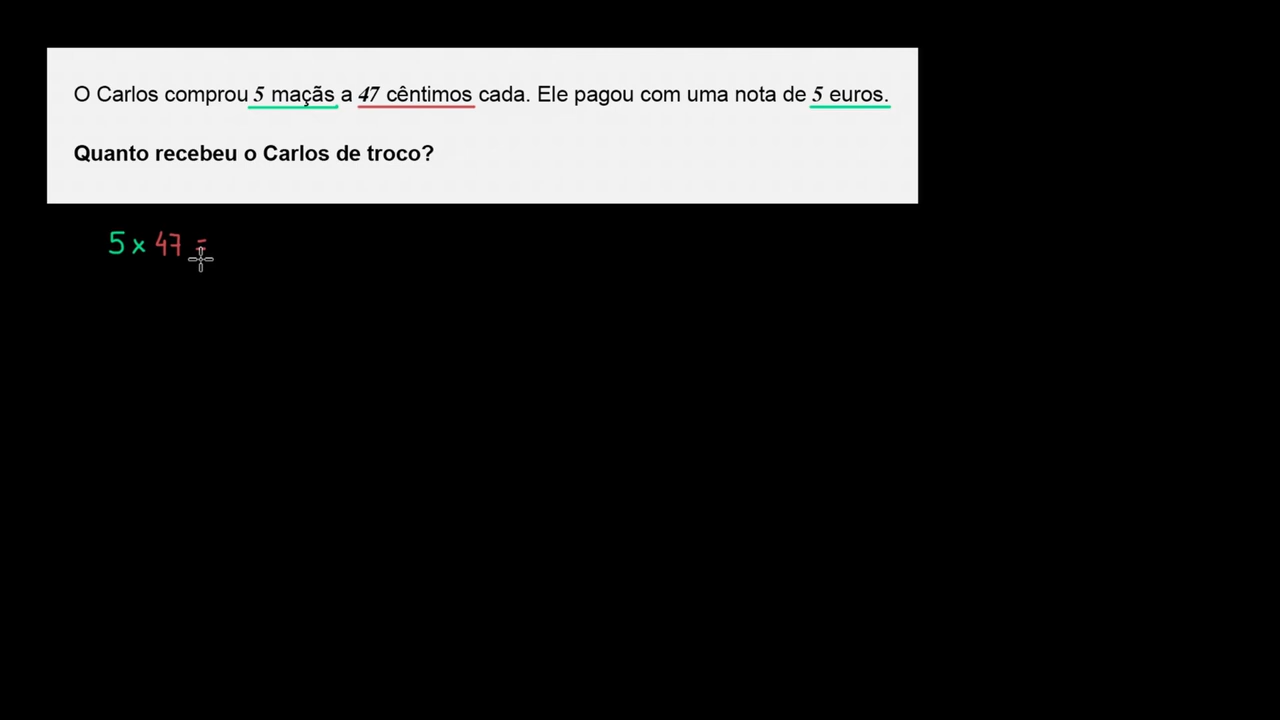 O Carlos comprou 5 maçãs a 47 cêntimos cada. Ele pagou com uma nota de 5 euros.
Quanto recebeu o Carlos de troco?
5 x 47 =